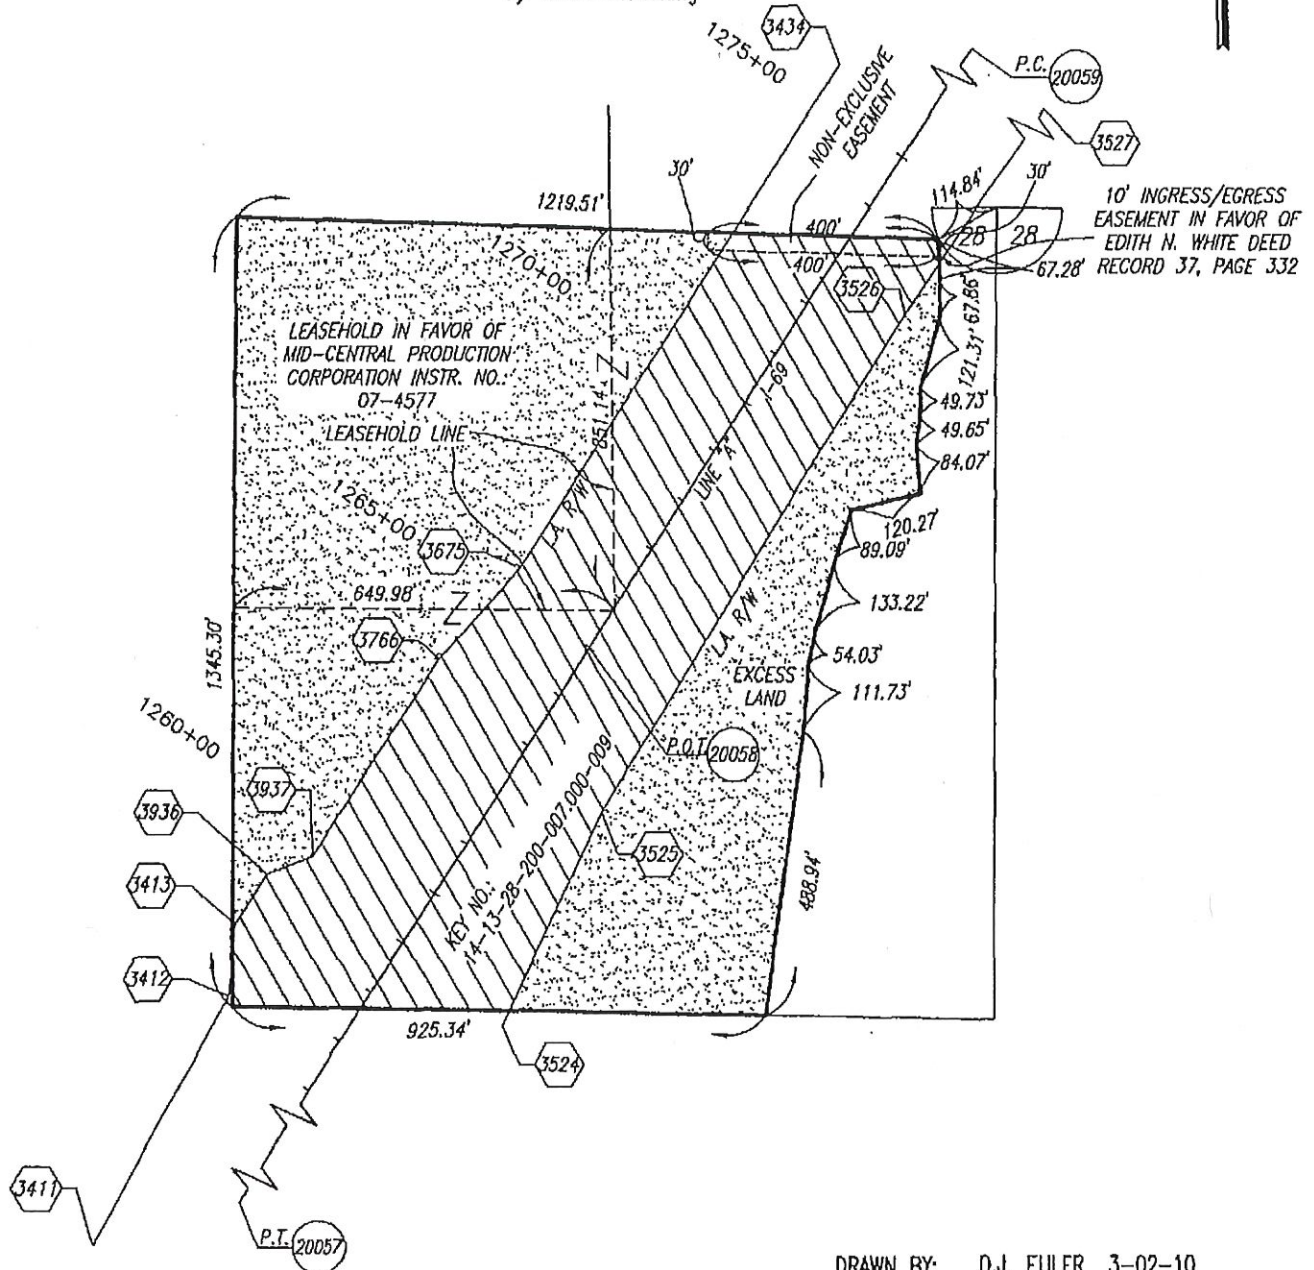 3434
1275+00
P.C. 20059
NON-EXCLUSIVE
EASEMENT
3527
30'
114.84'
30'
10' INGRESS/EGRESS
EASEMENT IN FAVOR OF
EDITH N. WHITE DEED
RECORD 37, PAGE 332
1219.51'
400'
28
28
1270+00
400'
67.28'
3526
67.86'
LEASEHOLD IN FAVOR OF
MID-CENTRAL PRODUCTION
CORPORATION INSTR. NO.:
07-4577
121.31'
I-69
49.73'
651.14'
Z
LEASEHOLD LINE
49.65'
LINE "A"
84.07'
1265+00
L.A. R/W
120.27'
3675
89.09'
649.98'
Z
133.22'
3766
L.A. R/W
1345.30'
54.03'
EXCESS
LAND
111.73'
1260+00
P.O.T. 20058
3937
3936
KEY NO.:
14-13-28-200-007.000-009
3525
3413
488.94'
3412
925.34'
3524
3411
P.T. 20057
DRAWN BY: D.J. EULER 3-02-10